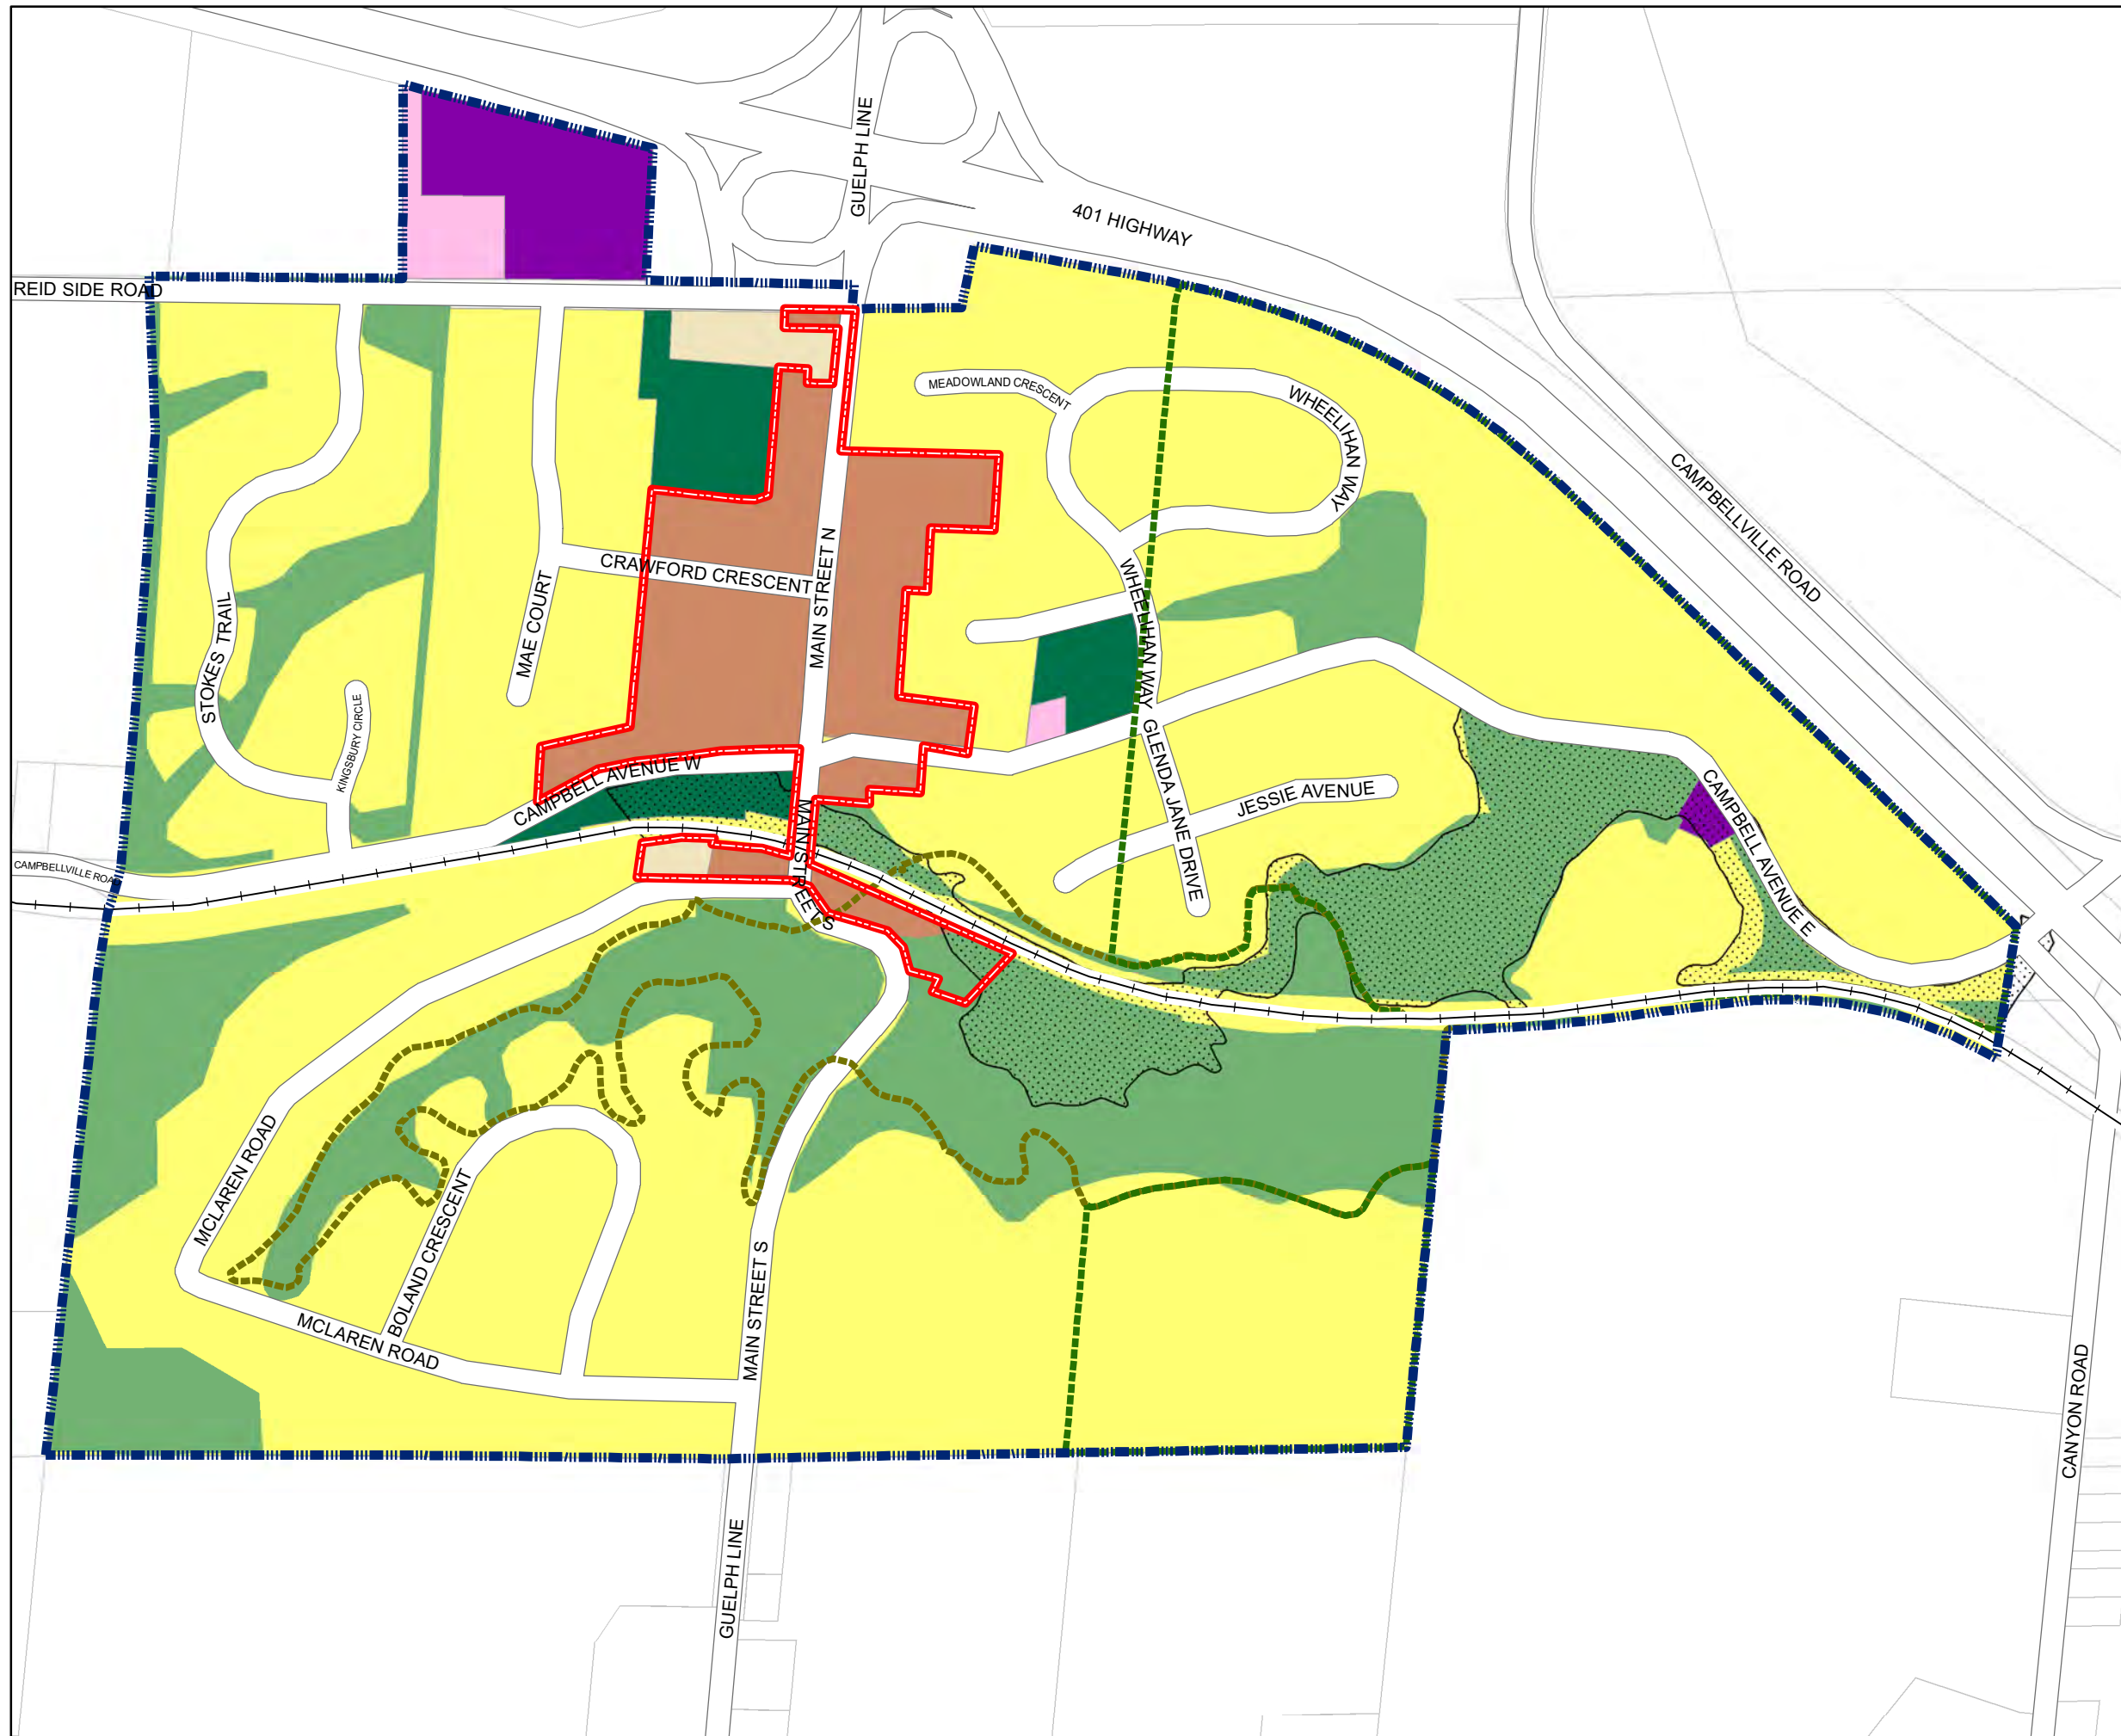 GUELPH LINE
401 HIGHWAY
REID SIDE ROAD
MEADOWLAND CRESCENT
WHEELIHAN WAY
CAMPBELLVILLE ROAD
CRAWFORD CRESCENT
MAIN STREET N
MAE COURT
STOKES TRAIL
KINGSBURY CIRCLE
WHEELIHAN WAY
GLENDA JANE DRIVE
JESSIE AVENUE
CAMPBELL AVENUE W
CAMPBELL AVENUE E
CAMPBELLVILLE ROAD
MAIN STREET S
MCLAREN ROAD
BOLAND CRESCENT
MCLAREN ROAD
MAIN STREET S
CANYON ROAD
GUELPH LINE